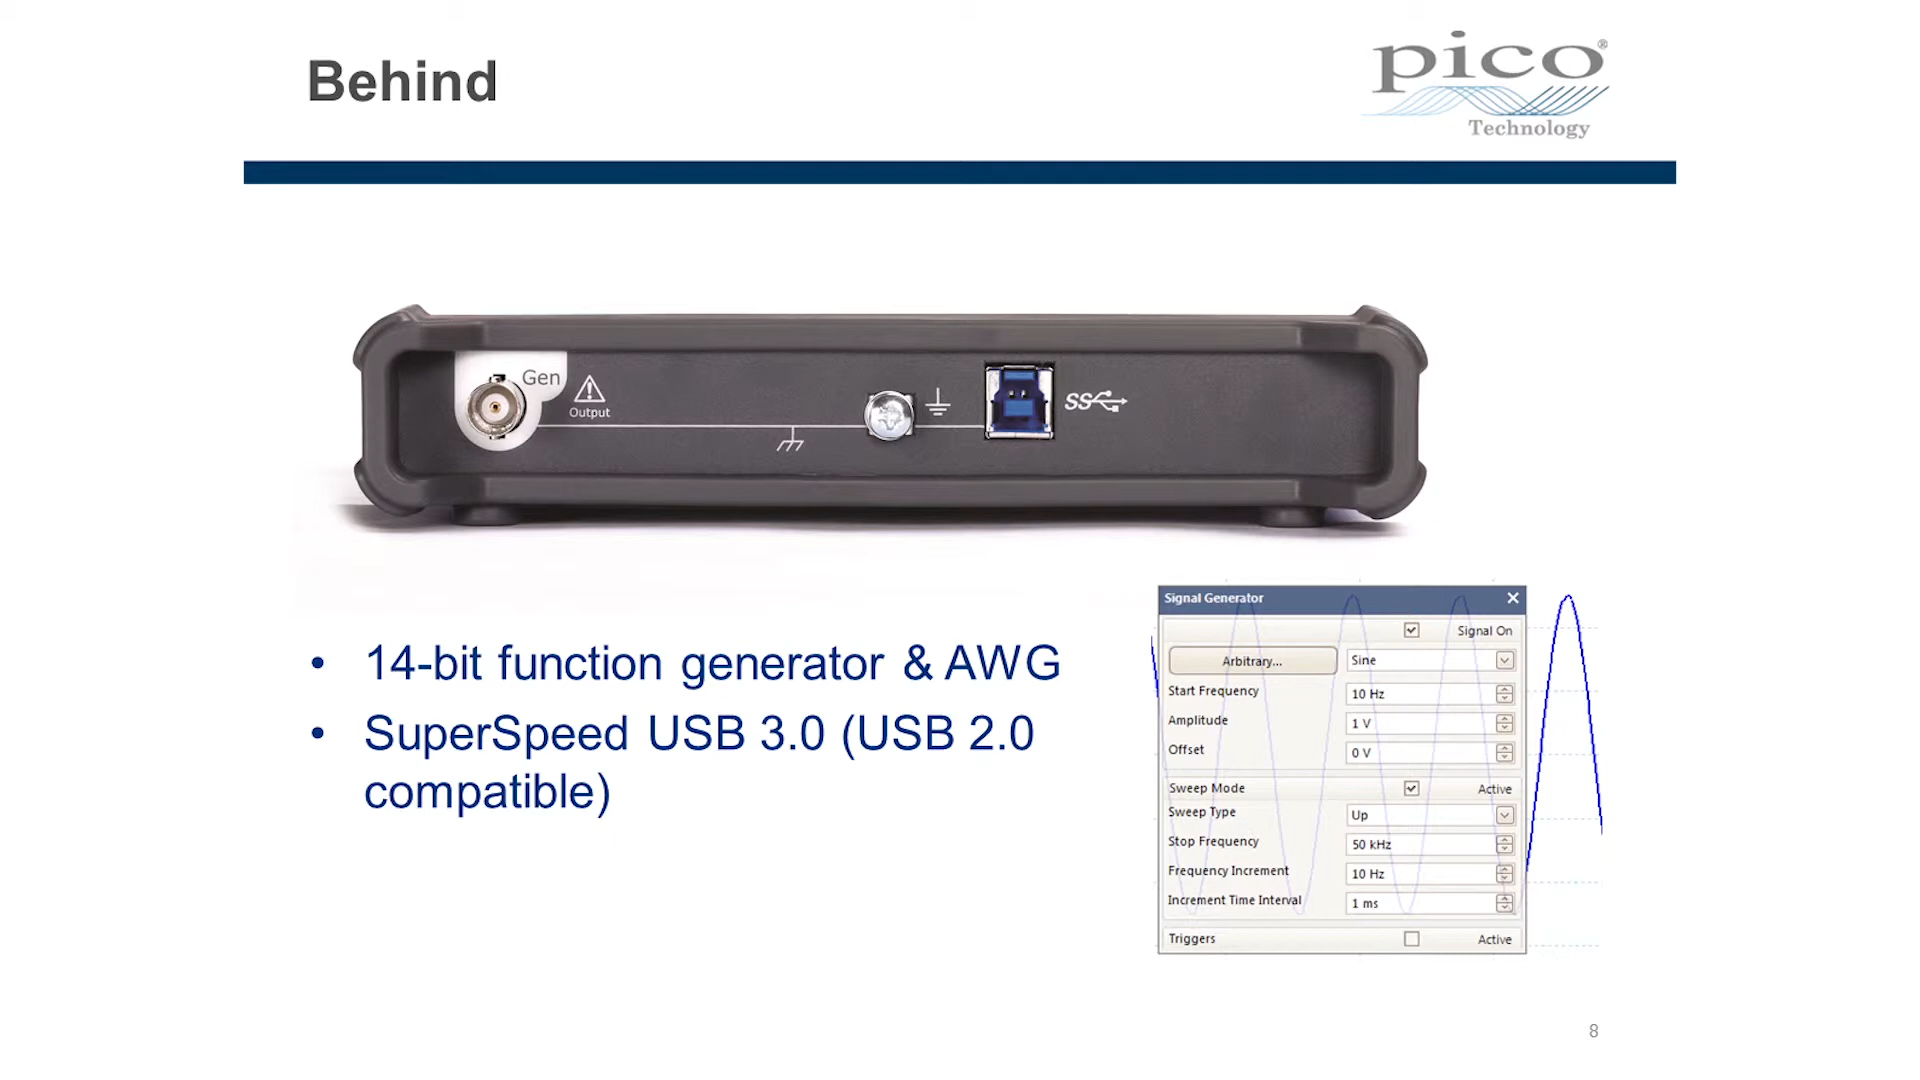 Behind
pico®
Technology
Gen
Output
SS
• 14-bit function generator & AWG
• SuperSpeed USB 3.0 (USB 2.0
compatible)
Signal Generator
Signal On
Arbitrary... Sine
Start Frequency 10 Hz
Amplitude 1 V
Offset 0 V
Sweep Mode Active
Sweep Type Up
Stop Frequency 50 kHz
Frequency Increment 10 Hz
Increment Time Interval 1 ms
Triggers Active
8